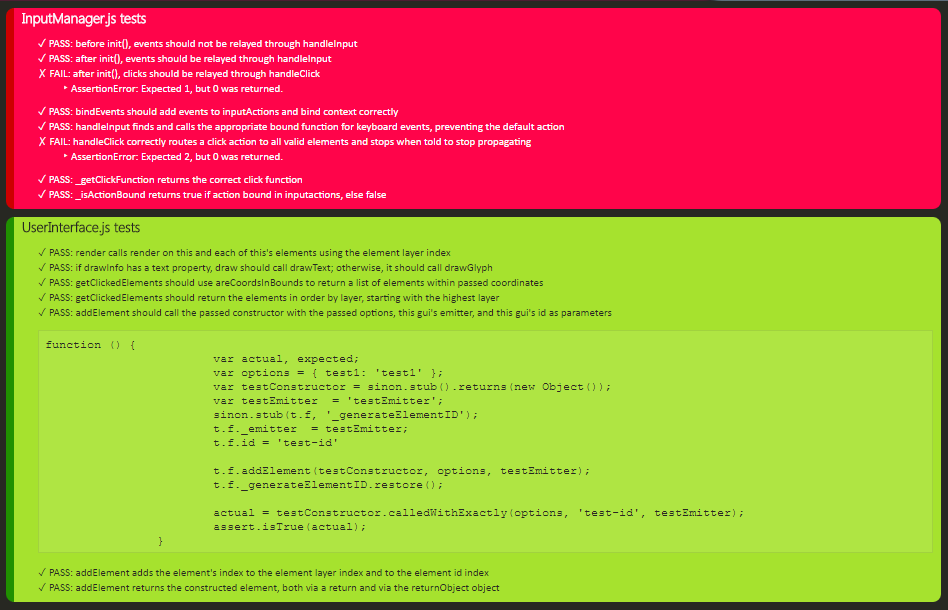 InputManager.js tests
✓ PASS: before init(), events should not be relayed through handleInput
✓ PASS: after init(), events should be relayed through handleInput
✗ FAIL: after init(), clicks should be relayed through handleClick
‣ AssertionError: Expected 1, but 0 was returned.
✓ PASS: bindEvents should add events to inputActions and bind context correctly
✓ PASS: handleInput finds and calls the appropriate bound function for keyboard events, preventing the default action
✗ FAIL: handleClick correctly routes a click action to all valid elements and stops when told to stop propagating
‣ AssertionError: Expected 2, but 0 was returned.
✓ PASS: _getClickFunction returns the correct click function
✓ PASS: _isActionBound returns true if action bound in inputactions, else false
UserInterface.js tests
✓ PASS: render calls render on this and each of this's elements using the element layer index
✓ PASS: if drawInfo has a text property, draw should call drawText; otherwise, it should call drawGlyph
✓ PASS: getClickedElements should use areCoordsInBounds to return a list of elements within passed coordinates
✓ PASS: getClickedElements should return the elements in order by layer, starting with the highest layer
✓ PASS: addElement should call the passed constructor with the passed options, this gui's emitter, and this gui's id as parameters
function () {
var actual, expected;
var options = { test1: 'test1' };
var testConstructor = sinon.stub().returns(new Object());
var testEmitter  = 'testEmitter';
sinon.stub(t.f, '_generateElementID');
t.f._emitter  = testEmitter;
t.f.id = 'test-id'
t.f.addElement(testConstructor, options, testEmitter);
t.f._generateElementID.restore();
actual = testConstructor.calledWithExactly(options, 'test-id', testEmitter);
assert.isTrue(actual);
}
✓ PASS: addElement adds the element's index to the element layer index and to the element id index
✓ PASS: addElement returns the constructed element, both via a return and via the returnObject object